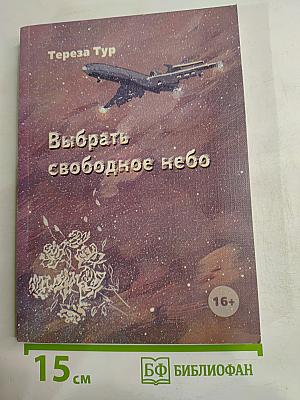 Тереза Тур
Выбрать
свободное небо
16+
15 см
БФ БИБЛИОФАН